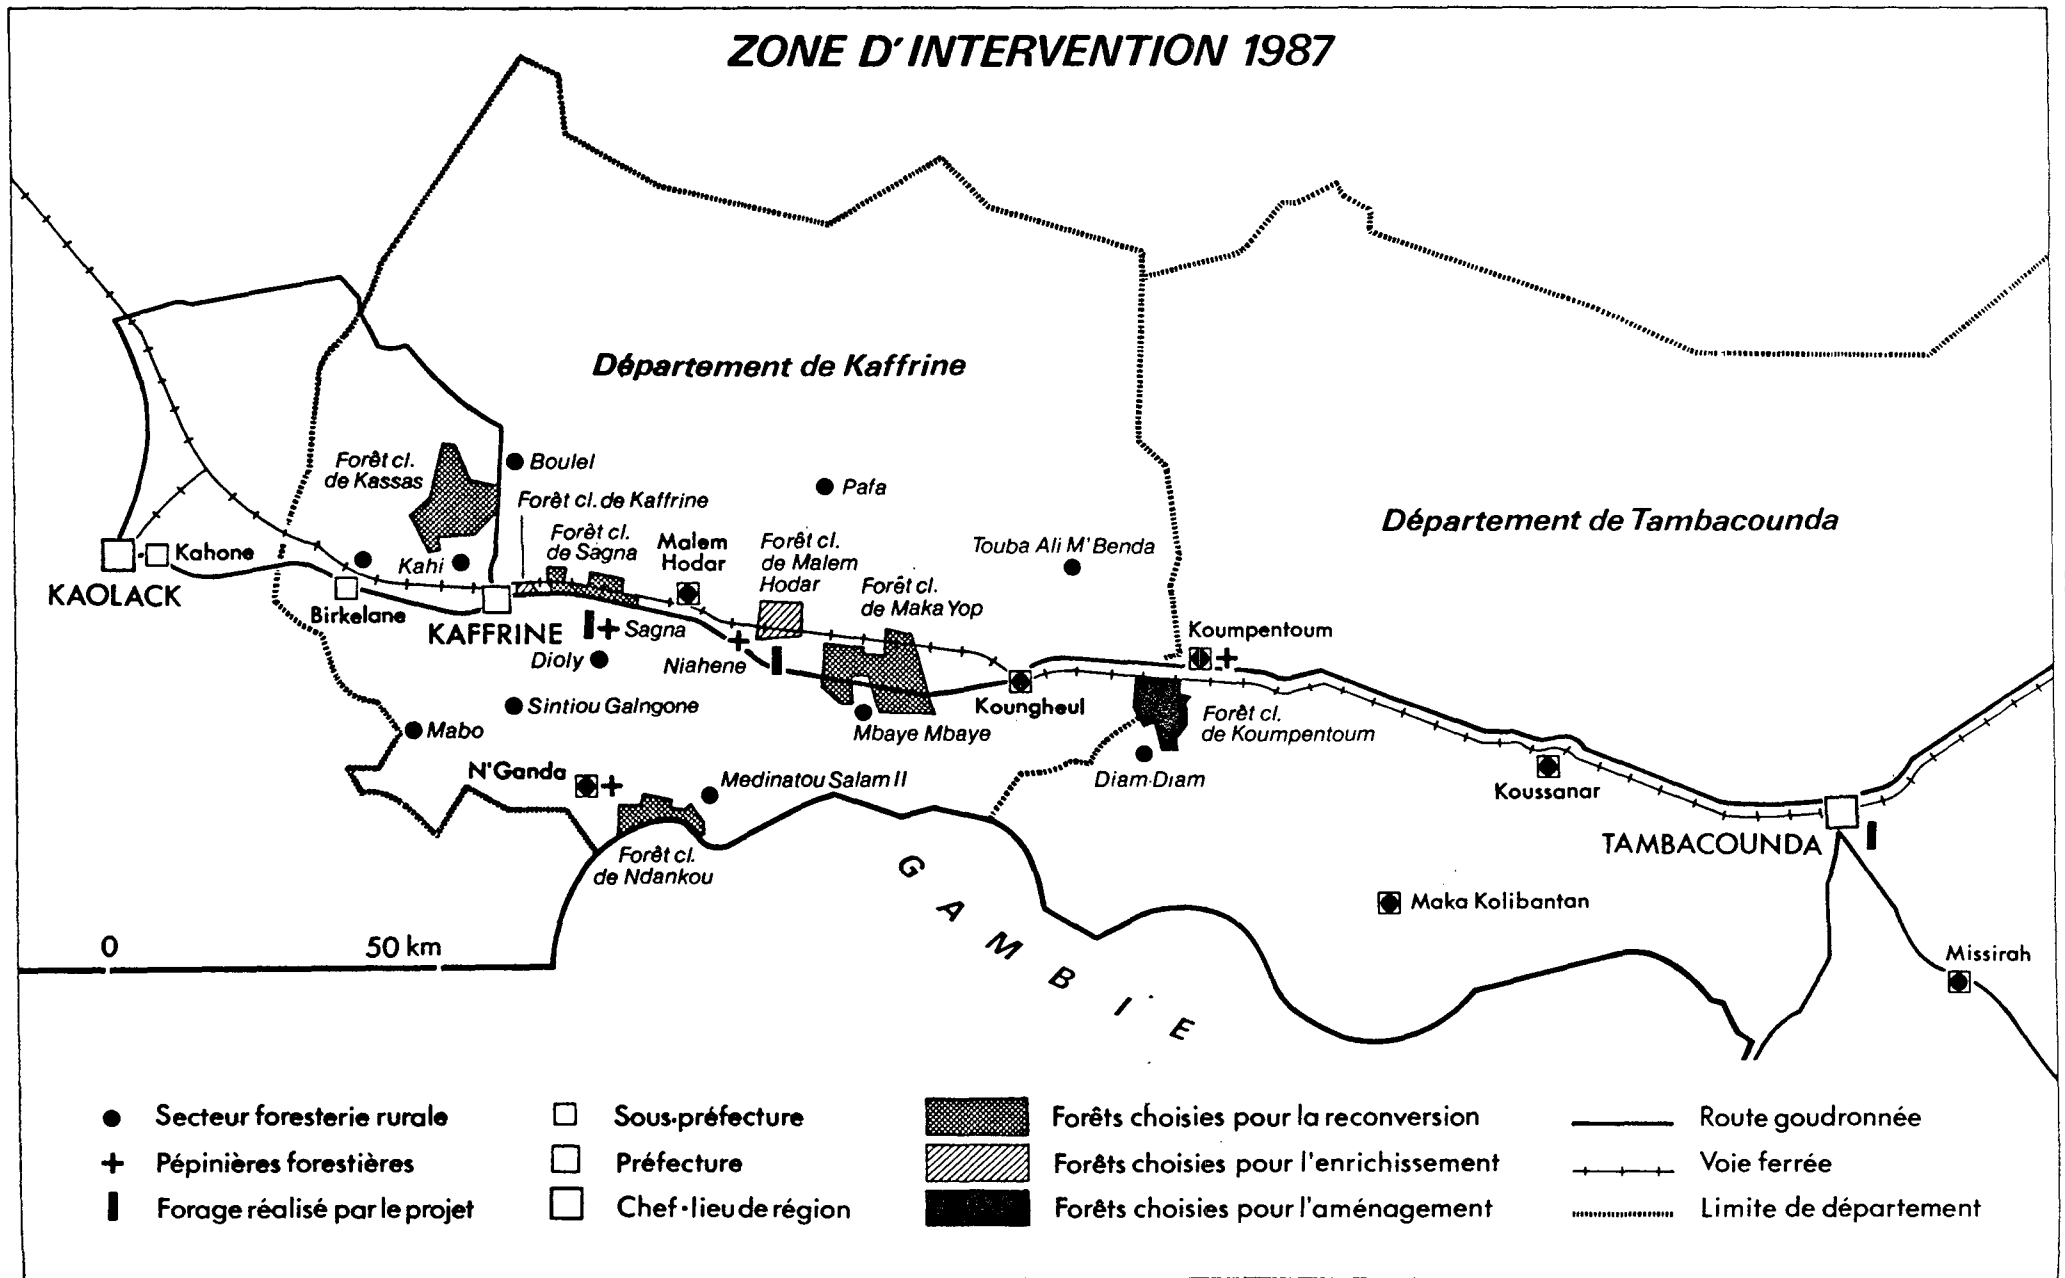 ZONE D'INTERVENTION 1987
Département de Kaffrine
Département de Tambacounda
Forêt cl.
de Kassas
Boulel
Pafa
Forêt cl. de Kaffrine
Forêt cl.
de Sagna
Malem
Hodar
Forêt cl.
de Malem
Hodar
Touba Ali M'Benda
Kahone
Kahi
Forêt cl.
de Maka Yop
KAOLACK
Birkelane
KAFFRINE
Sagna
Koumpentoum
Dioly
Niahene
Sintiou Galngone
Koungheul
Forêt cl.
de Koumpentoum
Mabo
Mbaye Mbaye
N'Ganda
Medinatou Salam II
Diam-Diam
Koussanar
TAMBACOUNDA
Forêt cl.
de Ndankou
GAMBIE
Maka Kolibantan
Missirah
0 50 km
Secteur foresterie rurale
Pépinières forestières
Forage réalisé par le projet
Sous-préfecture
Préfecture
Chef-lieu de région
Forêts choisies pour la reconversion
Forêts choisies pour l'enrichissement
Forêts choisies pour l'aménagement
Route goudronnée
Voie ferrée
Limite de département